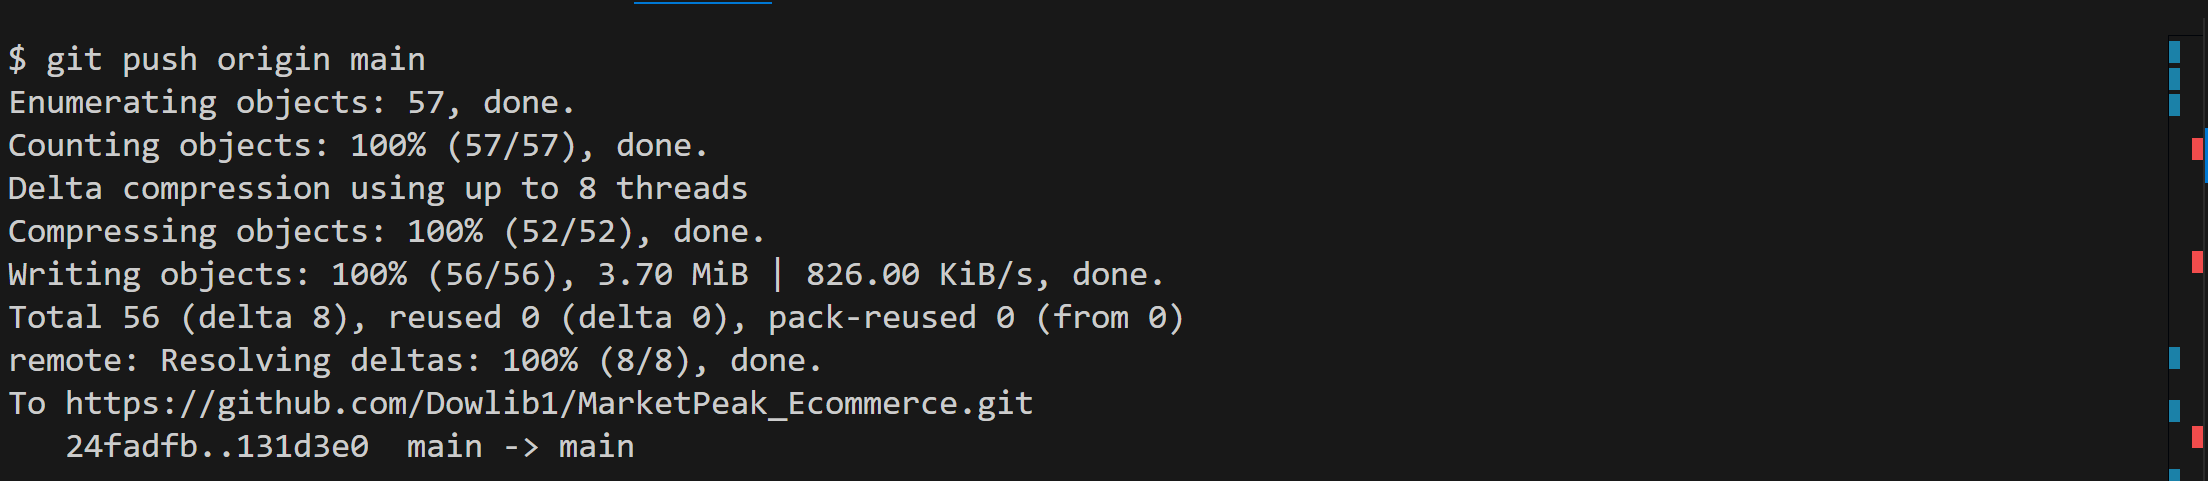 $ git push origin main
Enumerating objects: 57, done.
Counting objects: 100% (57/57), done.
Delta compression using up to 8 threads
Compressing objects: 100% (52/52), done.
Writing objects: 100% (56/56), 3.70 MiB | 826.00 KiB/s, done.
Total 56 (delta 8), reused 0 (delta 0), pack-reused 0 (from 0)
remote: Resolving deltas: 100% (8/8), done.
To https://github.com/Dowlib1/MarketPeak_Ecommerce.git
   24fadfb..131d3e0  main -> main